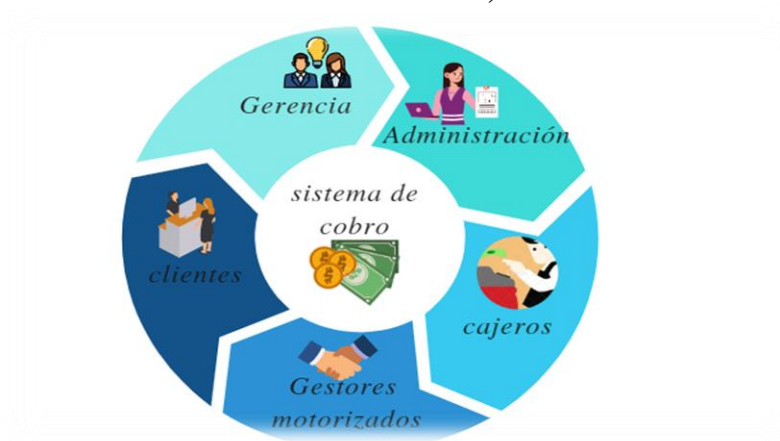 Gerencia
Administración
sistema de
cobro
clientes
cajeros
Gestores
motorizados